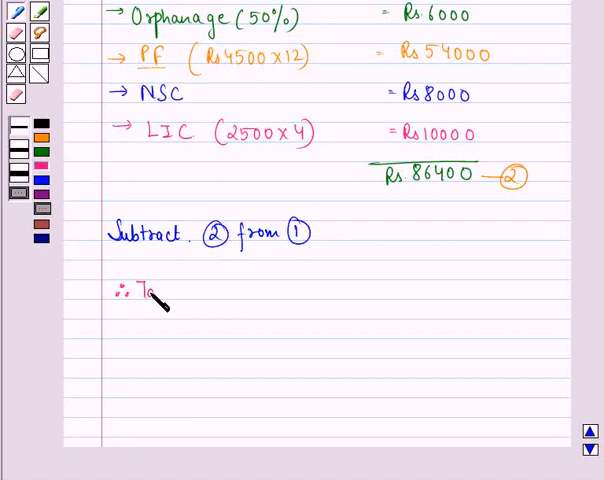 → Orphanage (50%) = Rs. 6000
→ PF (Rs 4500 × 12) = Rs 54000
→ NSC = Rs 8000
→ LIC (2500 × 4) = Rs 10000
Rs. 86400 — ②
Subtract. ② from ①
∴ Ta